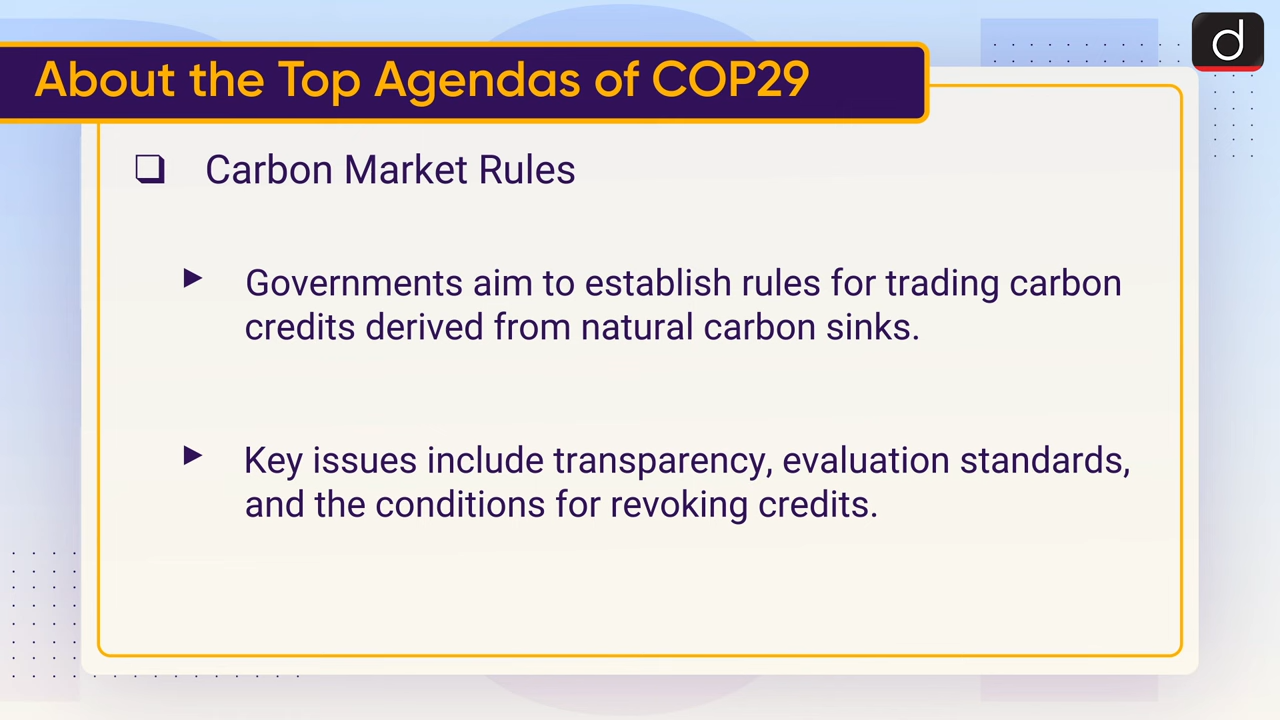 About the Top Agendas of COP29
d
❑ Carbon Market Rules
► Governments aim to establish rules for trading carbon
credits derived from natural carbon sinks.
► Key issues include transparency, evaluation standards,
and the conditions for revoking credits.